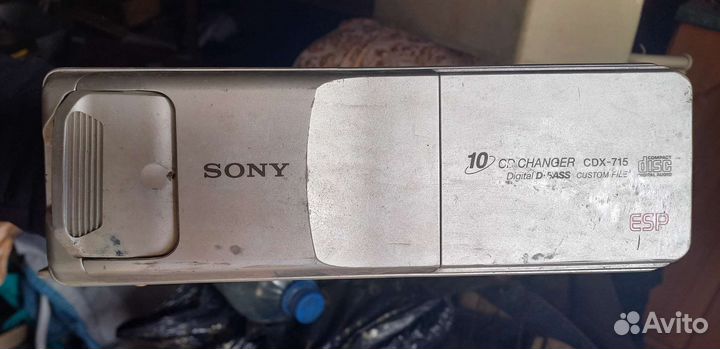 SONY
10 CD CHANGER CDX-715
Digital D-BASS CUSTOM FILE
COMPACT
disc
DIGITAL AUDIO
ESP
Avito